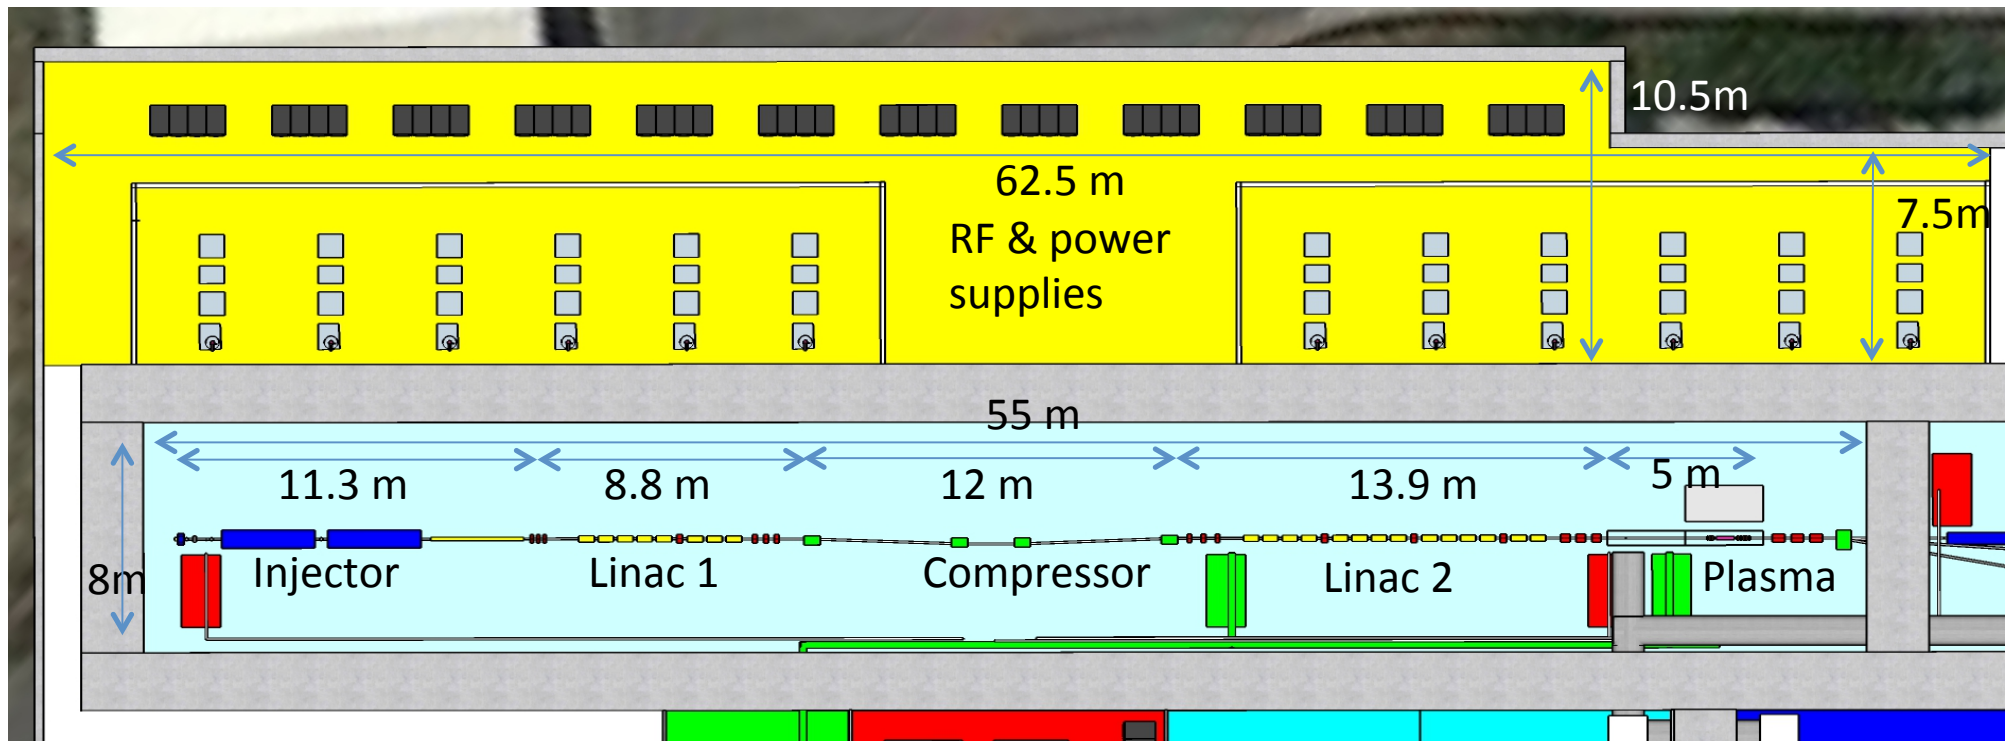 10.5m
62.5 m
7.5m
RF & power
supplies
55 m
11.3 m
8.8 m
12 m
13.9 m
5 m
8m
Injector
Linac 1
Compressor
Linac 2
Plasma